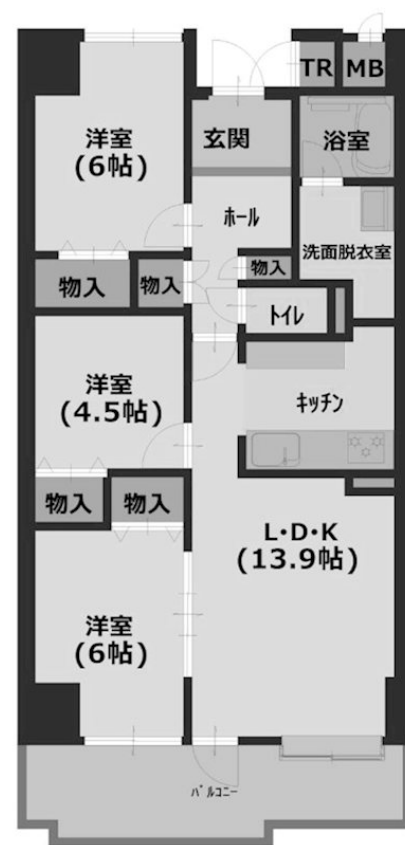 TR
MB
洋室
(6帖)
玄関
浴室
ホール
洗面脱衣室
物入
物入
物入
トイレ
洋室
(4.5帖)
キッチン
物入
物入
L・D・K
(13.9帖)
洋室
(6帖)
バルコニー